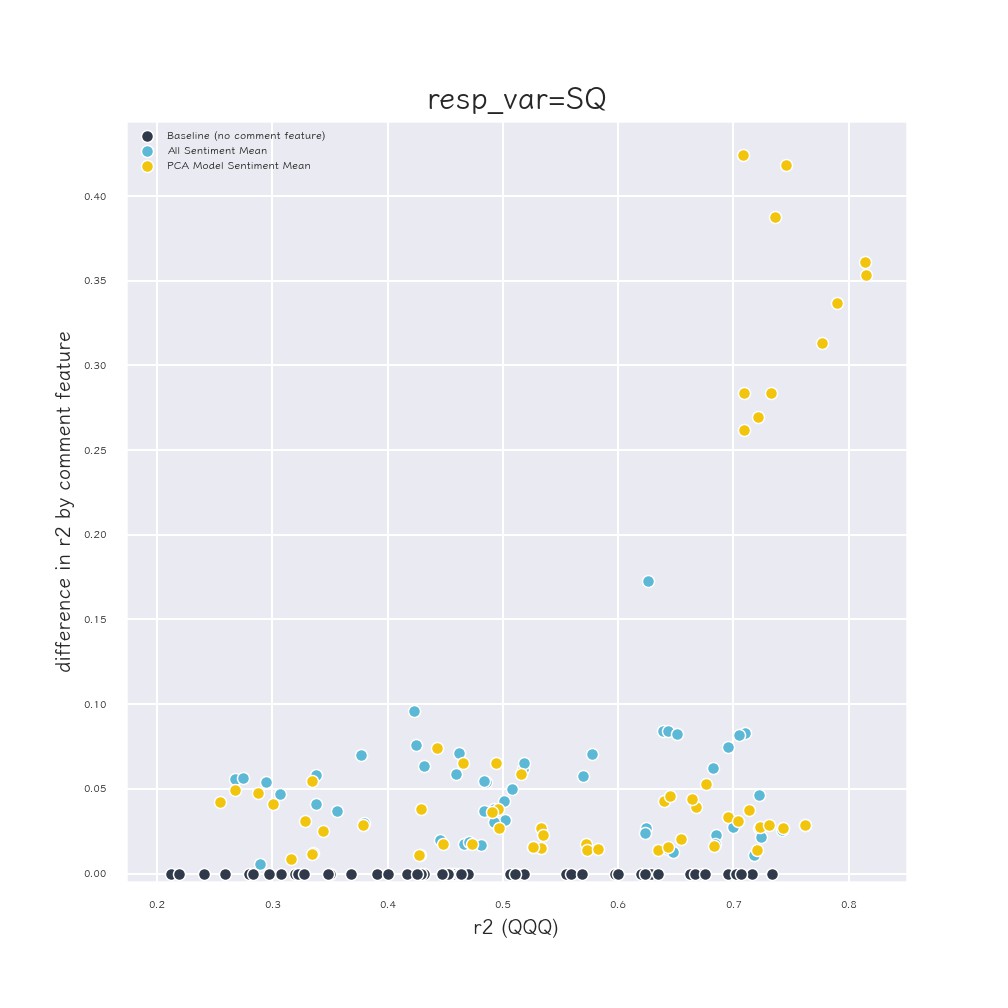 resp_var=SQ
Baseline (no comment feature)
All Sentiment Mean
PCA Model Sentiment Mean
difference in r2 by comment feature
0.40
0.35
0.30
0.25
0.20
0.15
0.10
0.05
0.00
0.2 0.3 0.4 0.5 0.6 0.7 0.8
r2 (QQQ)